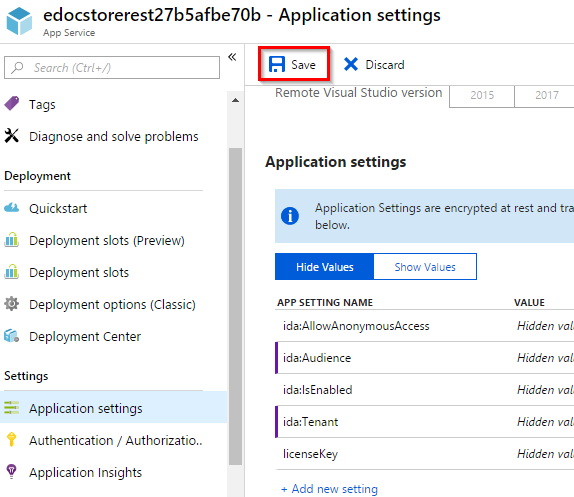 edocstorerest27b5afbe70b - Application settings
App Service
Search (Ctrl+/)
«
Tags
Diagnose and solve problems
Deployment
Quickstart
Deployment slots (Preview)
Deployment slots
Deployment options (Classic)
Deployment Center
Settings
Application settings
Authentication / Authorizatio..
Application Insights
Save
Discard
Remote Visual Studio version
2015
2017
Application settings
Application Settings are encrypted at rest and tra
below.
Hide Values
Show Values
APP SETTING NAME
VALUE
ida:AllowAnonymousAccess
Hidden val
ida:Audience
Hidden val
ida:IsEnabled
Hidden val
ida:Tenant
Hidden val
licenseKey
Hidden val
+ Add new setting